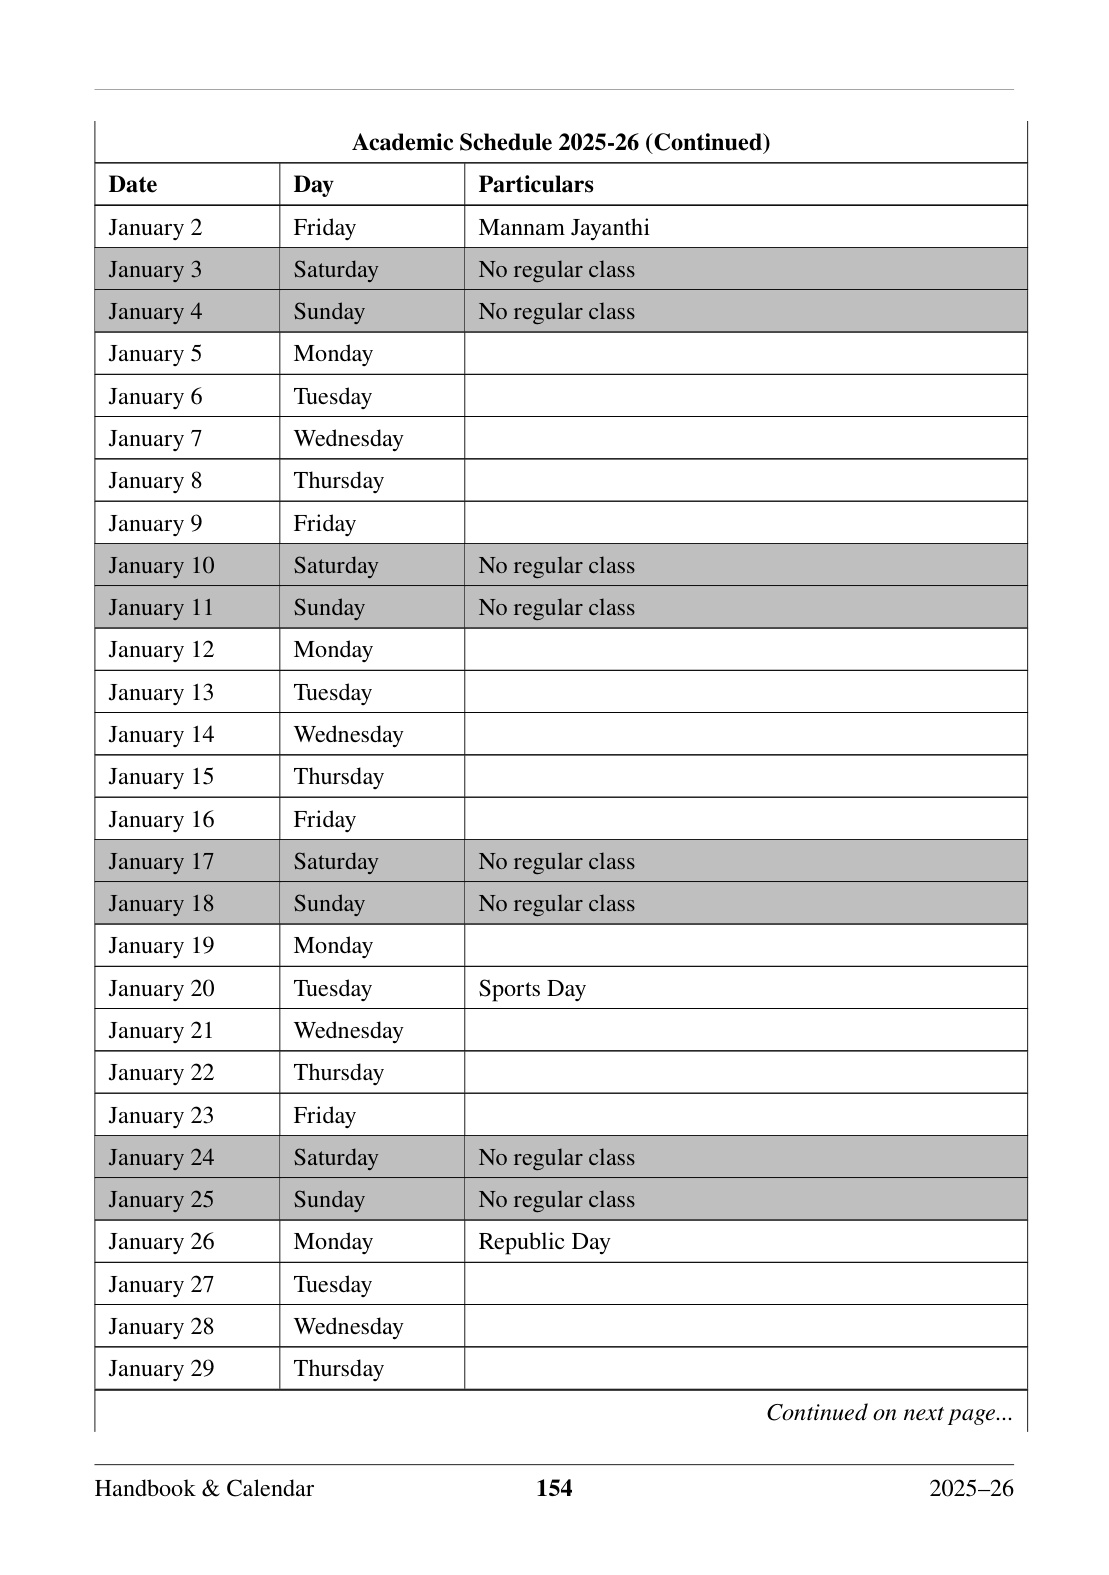 Academic Schedule 2025-26 (Continued)
Date Day Particulars
January 2 Friday Mannam Jayanthi
January 3 Saturday No regular class
January 4 Sunday No regular class
January 5 Monday
January 6 Tuesday
January 7 Wednesday
January 8 Thursday
January 9 Friday
January 10 Saturday No regular class
January 11 Sunday No regular class
January 12 Monday
January 13 Tuesday
January 14 Wednesday
January 15 Thursday
January 16 Friday
January 17 Saturday No regular class
January 18 Sunday No regular class
January 19 Monday
January 20 Tuesday Sports Day
January 21 Wednesday
January 22 Thursday
January 23 Friday
January 24 Saturday No regular class
January 25 Sunday No regular class
January 26 Monday Republic Day
January 27 Tuesday
January 28 Wednesday
January 29 Thursday
Continued on next page...
Handbook & Calendar 154 2025–26